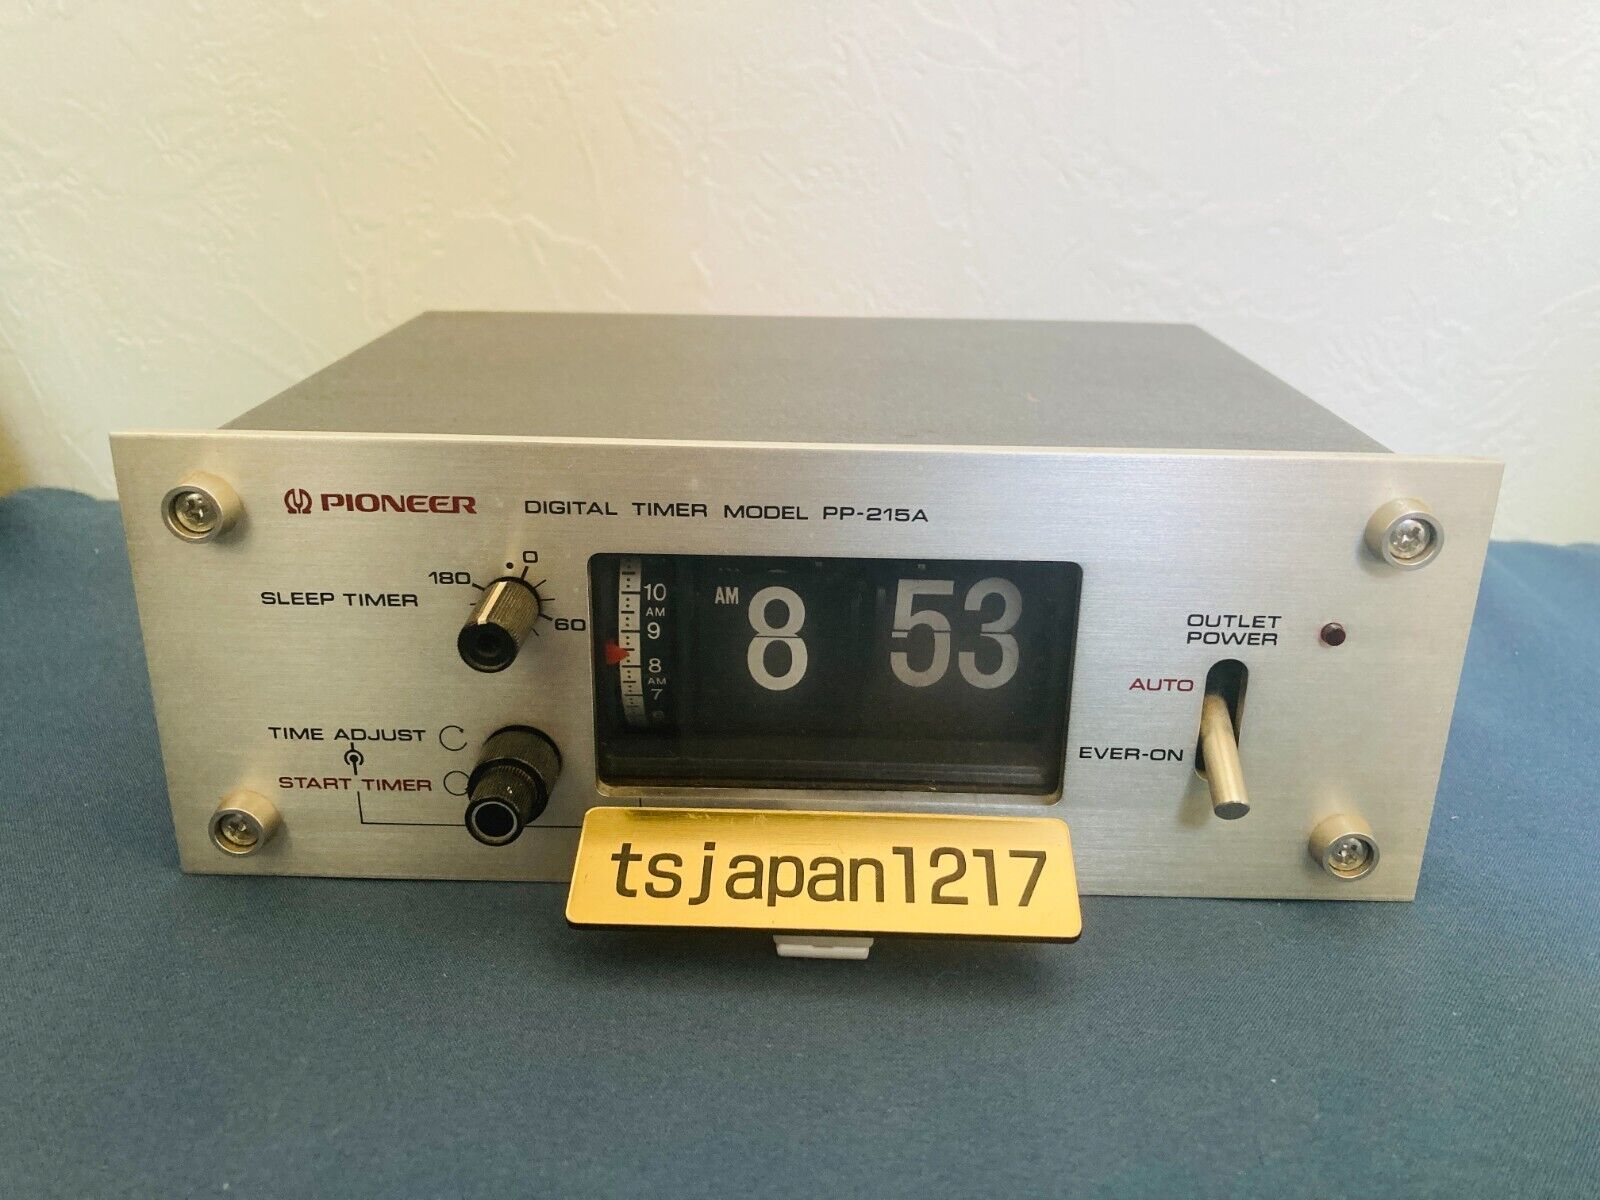 PIONEER DIGITAL TIMER MODEL PP-215A
0
180
SLEEP TIMER
60
10
AM
9
8
AM
7
AM 8 53
OUTLET
POWER
AUTO
EVER-ON
TIME ADJUST
START TIMER
tsjapan1217